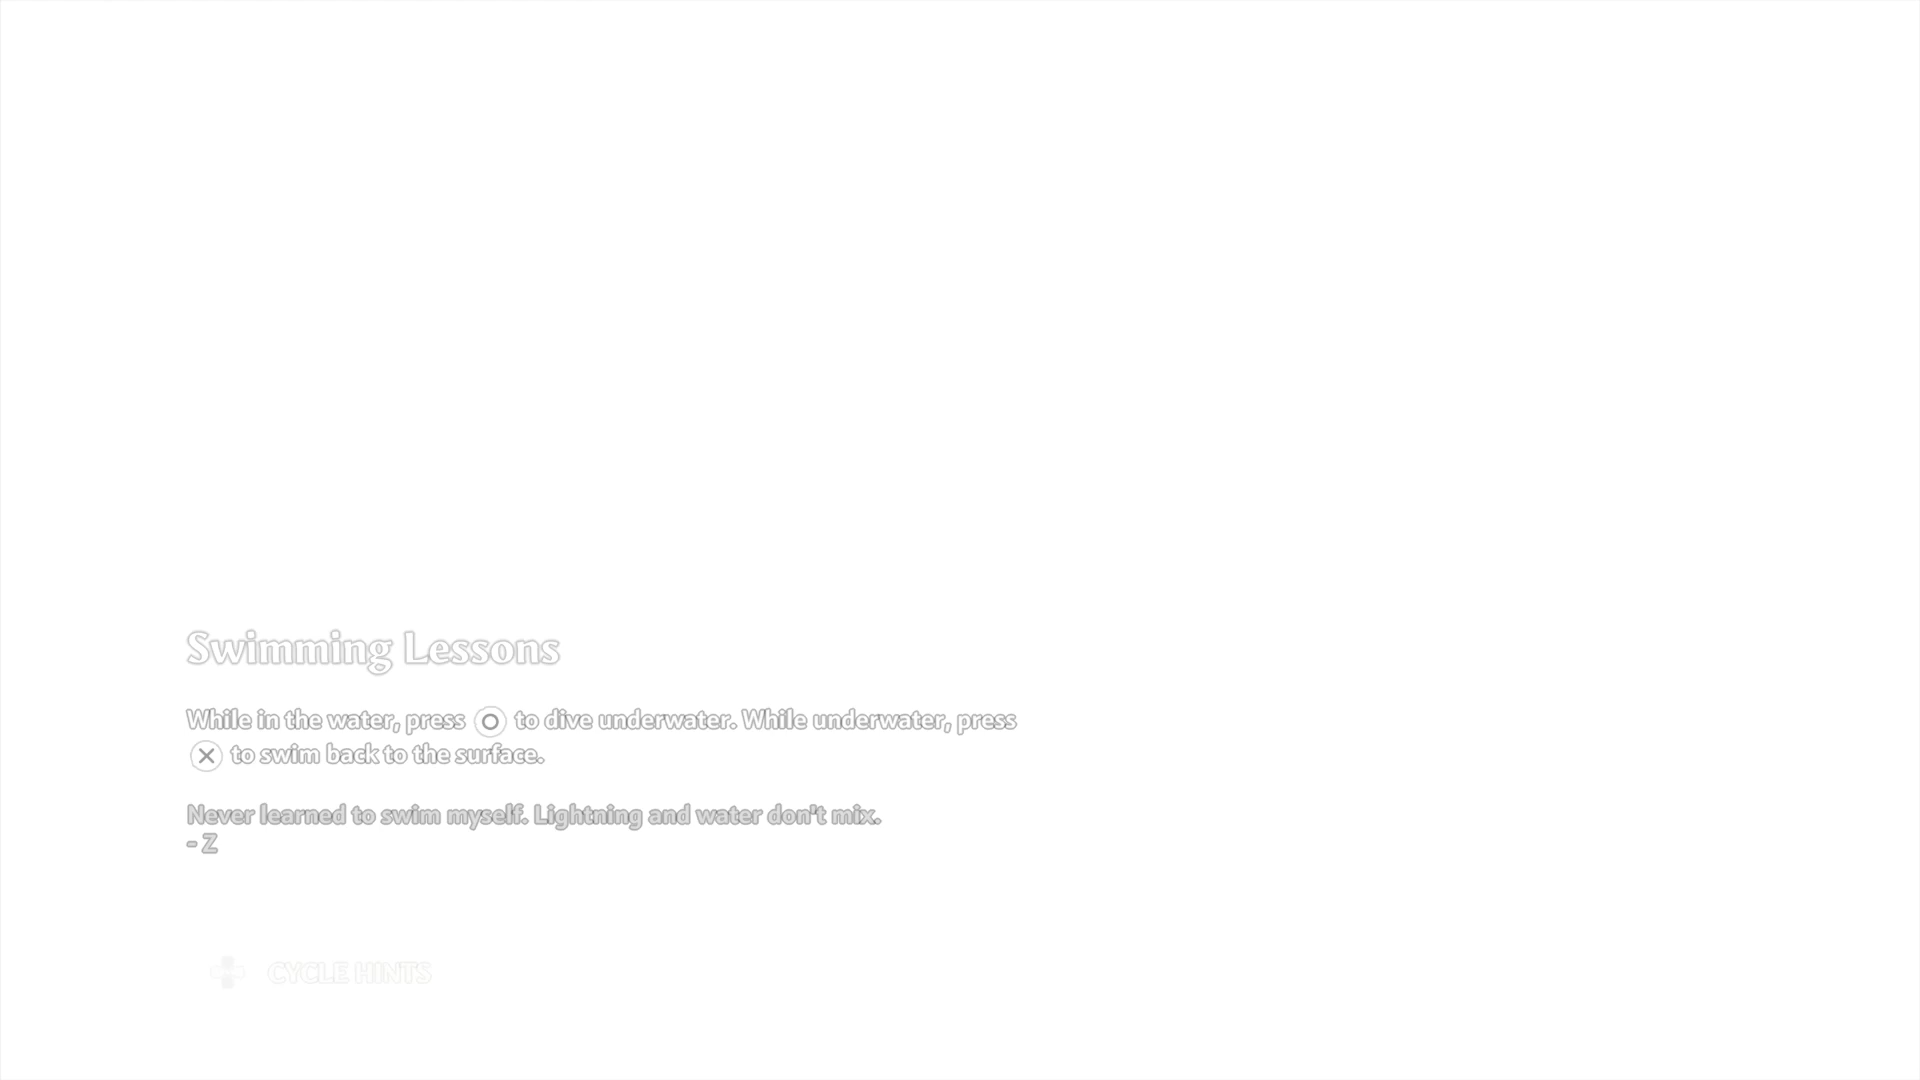 Swimming Lessons
While in the water, press ⭘ to dive underwater. While underwater, press
✕ to swim back to the surface.
Never learned to swim myself. Lightning and water don't mix.
- Z
CYCLE HINTS